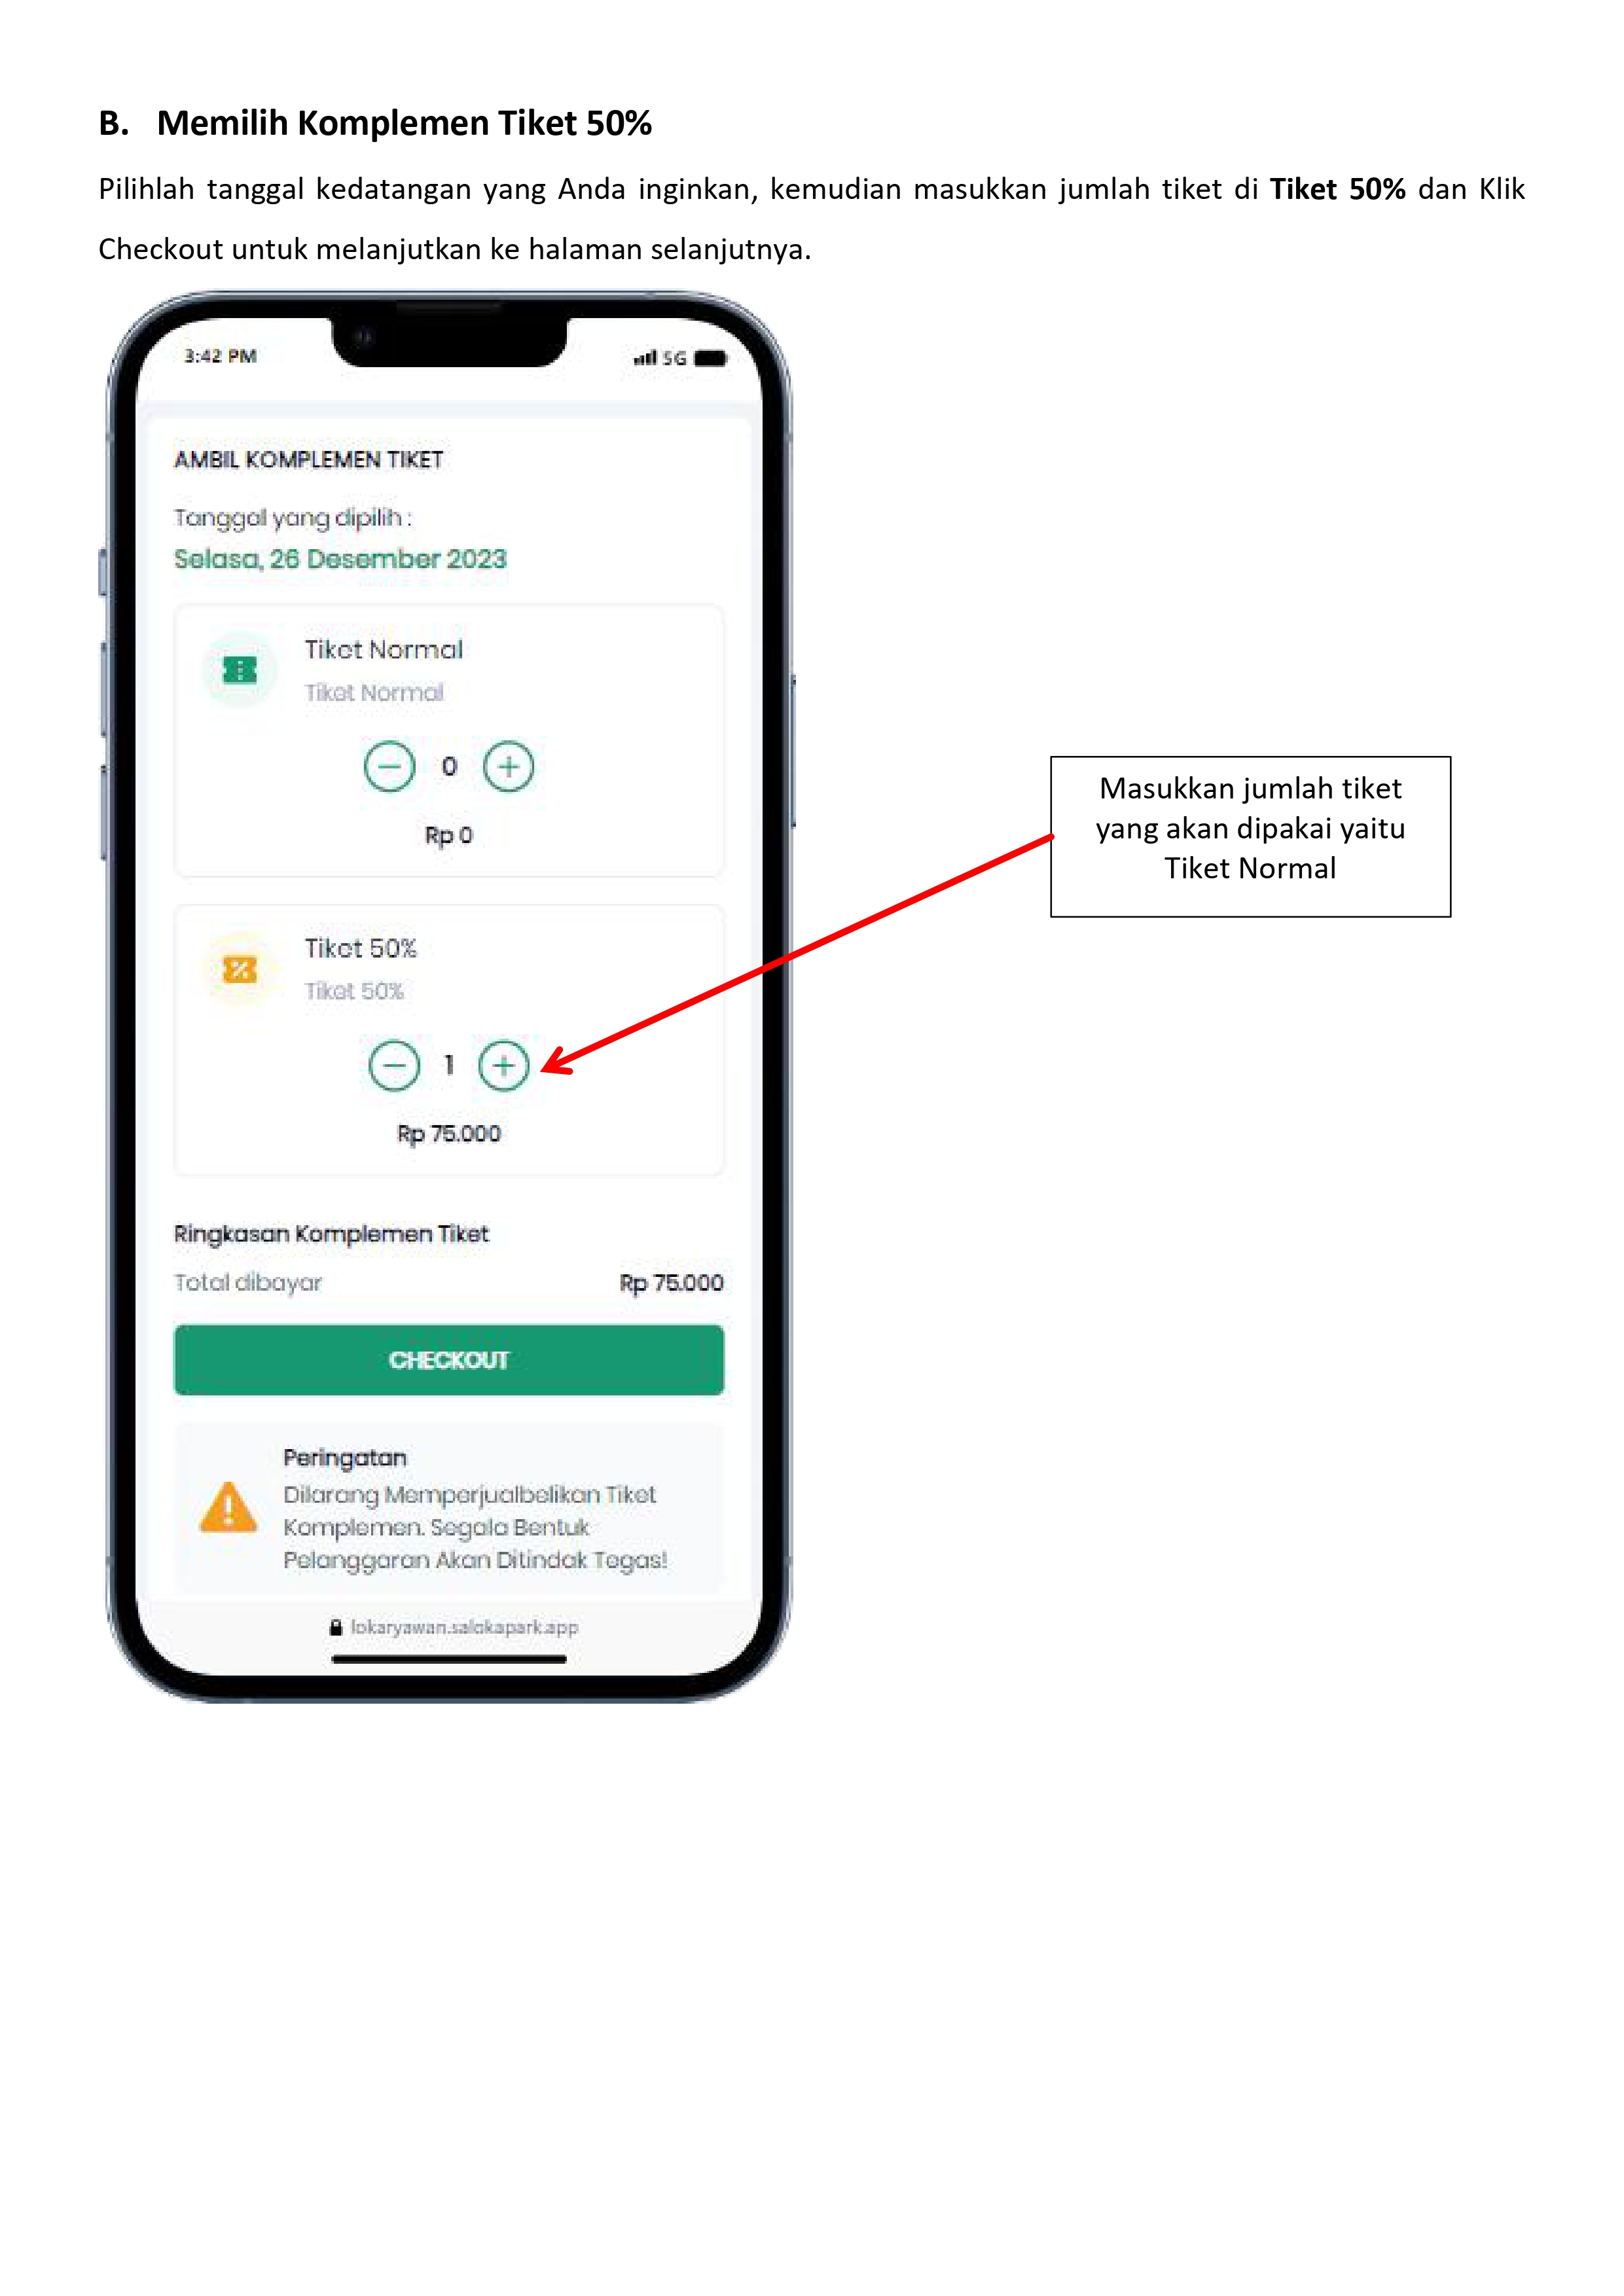 B. Memilih Komplemen Tiket 50%
Pilihlah tanggal kedatangan yang Anda inginkan, kemudian masukkan jumlah tiket di Tiket 50% dan Klik
Checkout untuk melanjutkan ke halaman selanjutnya.
3:42 PM
5G
AMBIL KOMPLEMEN TIKET
Tanggal yang dipilih :
Selasa, 26 Desember 2023
Tiket Normal
Tiket Normal
0
Rp 0
Masukkan jumlah tiket
yang akan dipakai yaitu
Tiket Normal
Tiket 50%
Tiket 50%
1
Rp 75.000
Ringkasan Komplemen Tiket
Total dibayar Rp 75.000
CHECKOUT
Peringatan
Dilarang Memperjualbelikan Tiket
Komplemen. Segala Bentuk
Pelanggaran Akan Ditindak Tegas!
lokaryawan.salokapark.app